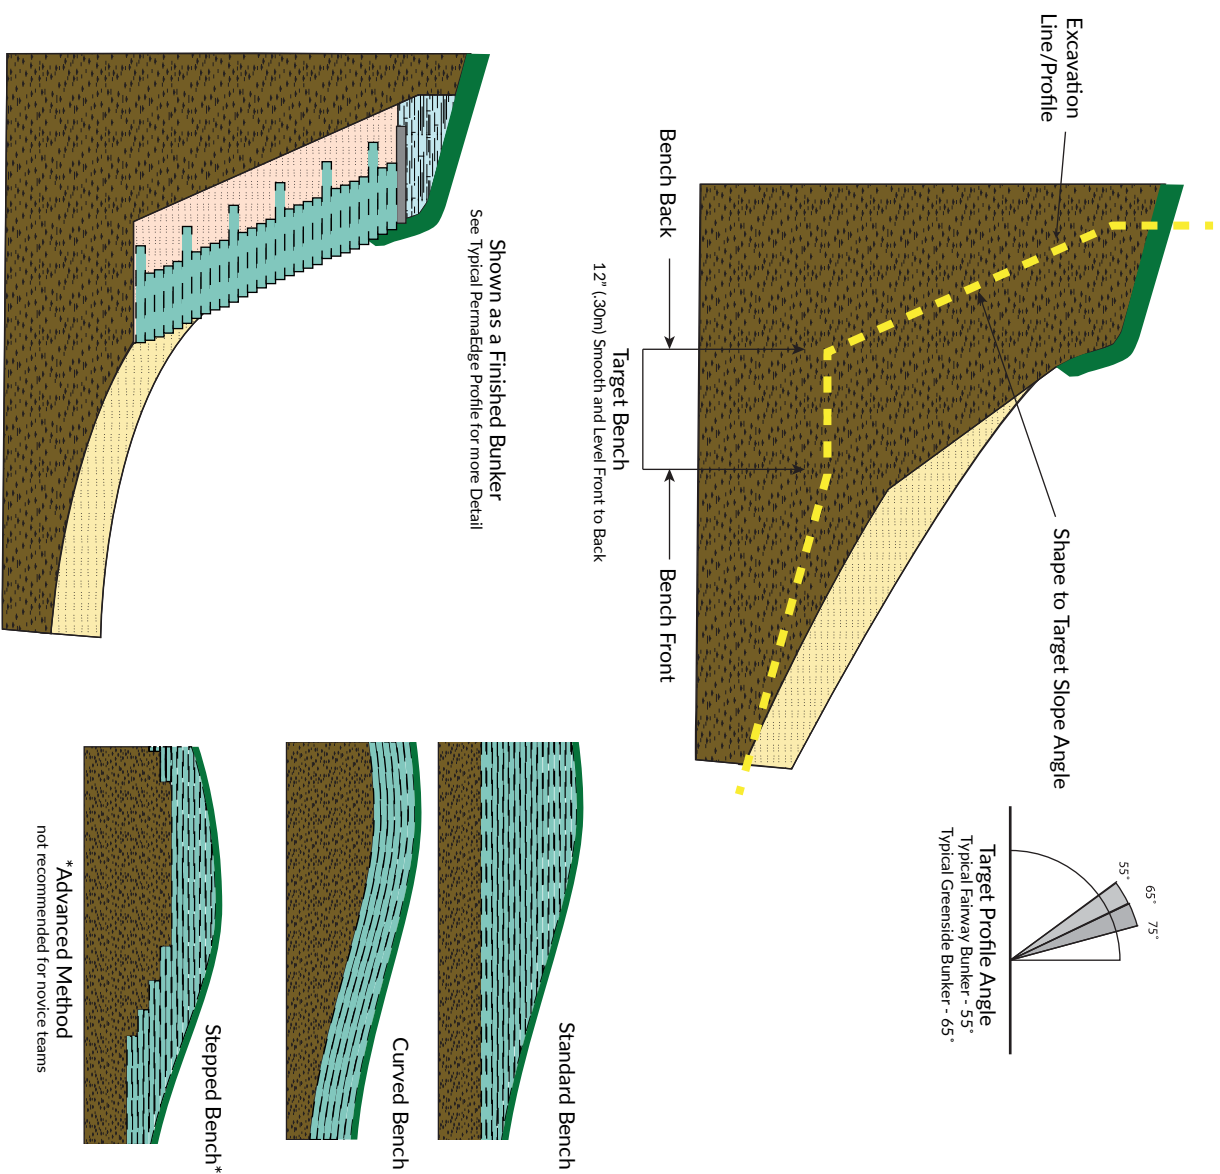 Excavation
Line/Profile
Shape to Target Slope Angle
Bench Back
Bench Front
Target Bench
12" (.30m) Smooth and Level Front to Back
55°
65°
75°
Target Profile Angle
Typical Fairway Bunker - 55°
Typical Greenside Bunker - 65°
Shown as a Finished Bunker
See Typical PermaEdge Profile for more Detail
Standard Bench
Curved Bench
Stepped Bench*
*Advanced Method
not recommended for novice teams